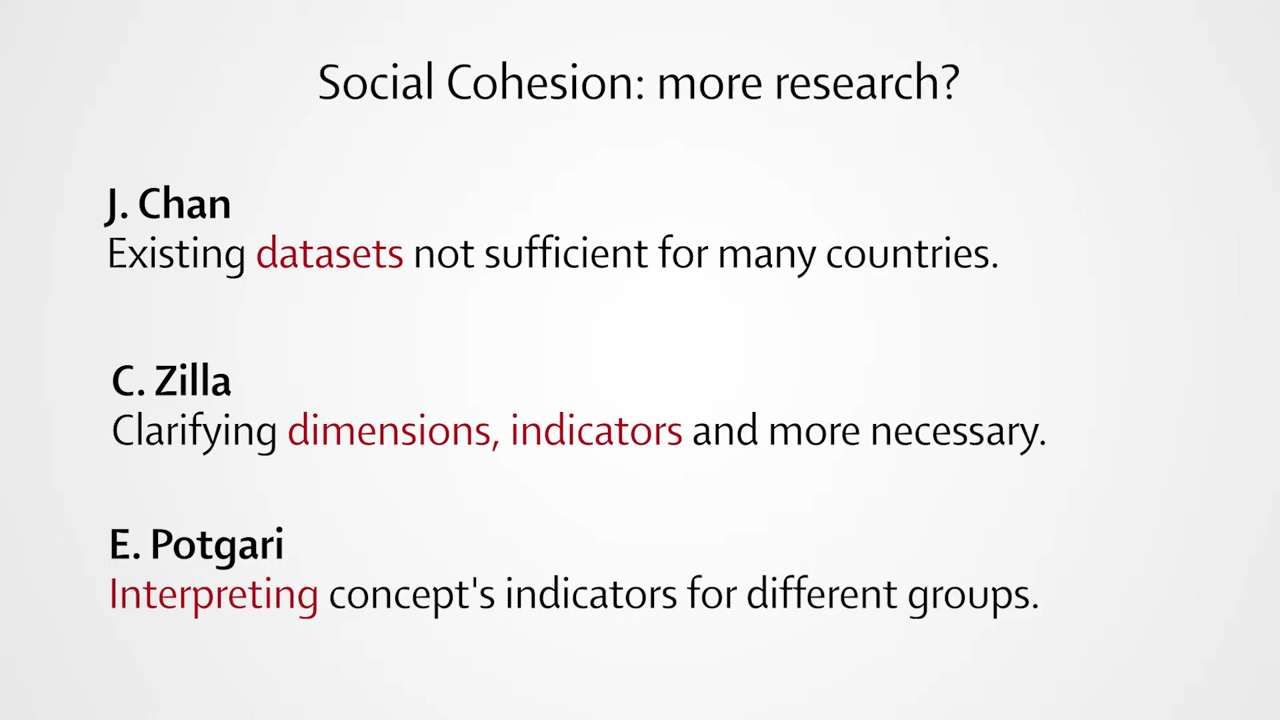 Social Cohesion: more research?
J. Chan
Existing datasets not sufficient for many countries.
C. Zilla
Clarifying dimensions, indicators and more necessary.
E. Potgari
Interpreting concept's indicators for different groups.